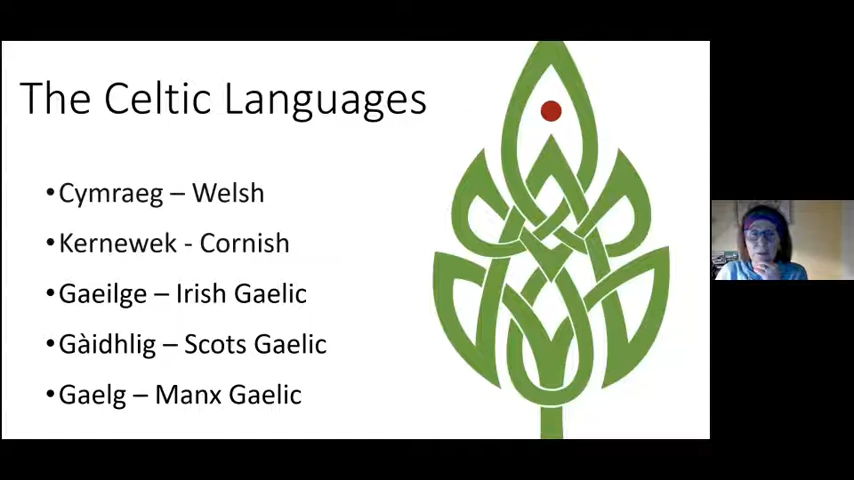 The Celtic Languages
•Cymraeg – Welsh
•Kernewek - Cornish
•Gaeilge – Irish Gaelic
•Gàidhlig – Scots Gaelic
•Gaelg – Manx Gaelic